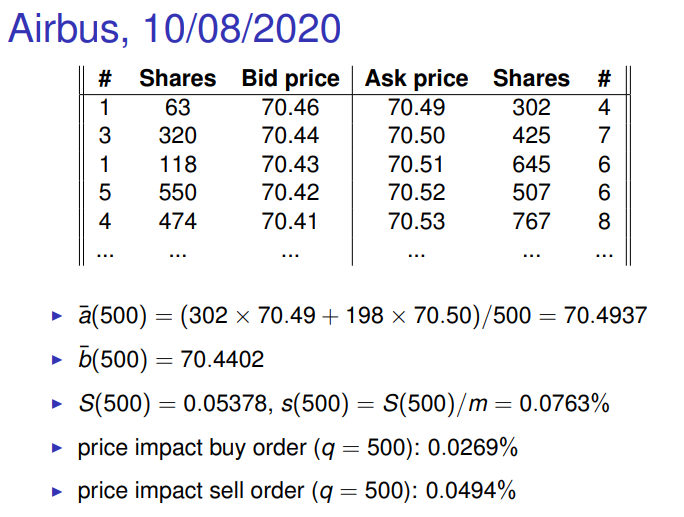 Airbus, 10/08/2020
# Shares Bid price Ask price Shares #
1 63 70.46 70.49 302 4
3 320 70.44 70.50 425 7
1 118 70.43 70.51 645 6
5 550 70.42 70.52 507 6
4 474 70.41 70.53 767 8
... ... ... ... ... ...
► ā(500) = (302 × 70.49 + 198 × 70.50)/500 = 70.4937
► b̄(500) = 70.4402
► S(500) = 0.05378, s(500) = S(500)/m = 0.0763%
► price impact buy order (q = 500): 0.0269%
► price impact sell order (q = 500): 0.0494%